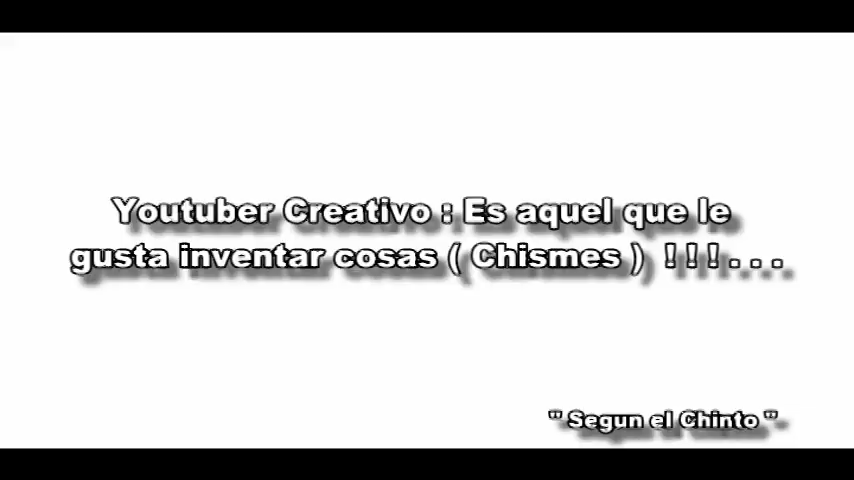 Youtuber Creativo : Es aquel que le
gusta inventar cosas ( Chismes ) ! ! ! . . .
" Segun el Chinto ".